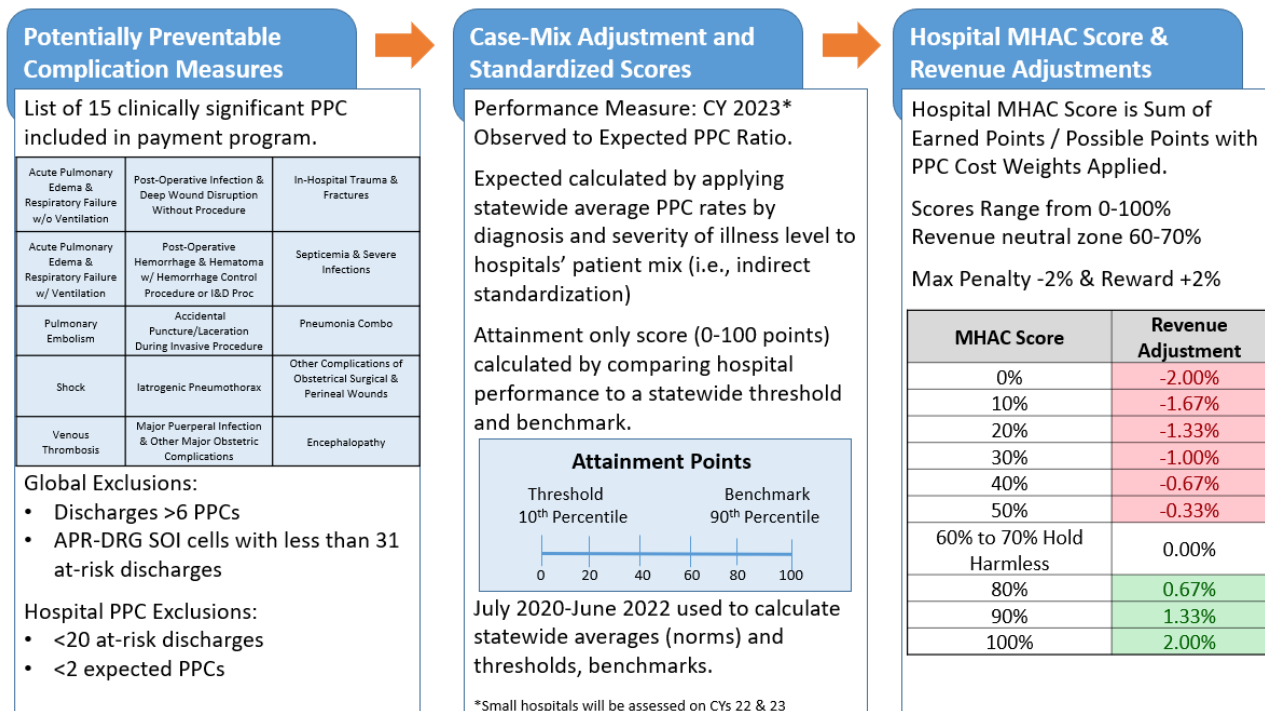 Potentially Preventable
Complication Measures
List of 15 clinically significant PPC
included in payment program.
Acute Pulmonary
Edema &
Respiratory Failure
w/o Ventilation
Post-Operative Infection &
Deep Wound Disruption
Without Procedure
In-Hospital Trauma &
Fractures
Acute Pulmonary
Edema &
Respiratory Failure
w/ Ventilation
Post-Operative
Hemorrhage & Hematoma
w/ Hemorrhage Control
Procedure or I&D Proc
Septicemia & Severe
Infections
Pulmonary
Embolism
Accidental
Puncture/Laceration
During Invasive Procedure
Pneumonia Combo
Shock
Iatrogenic Pneumothorax
Other Complications of
Obstetrical Surgical &
Perineal Wounds
Venous
Thrombosis
Major Puerperal Infection
& Other Major Obstetric
Complications
Encephalopathy
Global Exclusions:
• Discharges >6 PPCs
• APR-DRG SOI cells with less than 31
at-risk discharges
Hospital PPC Exclusions:
• <20 at-risk discharges
• <2 expected PPCs
Case-Mix Adjustment and
Standardized Scores
Performance Measure: CY 2023*
Observed to Expected PPC Ratio.
Expected calculated by applying
statewide average PPC rates by
diagnosis and severity of illness level to
hospitals' patient mix (i.e., indirect
standardization)
Attainment only score (0-100 points)
calculated by comparing hospital
performance to a statewide threshold
and benchmark.
Attainment Points
Threshold
10th Percentile
Benchmark
90th Percentile
0 20 40 60 80 100
July 2020-June 2022 used to calculate
statewide averages (norms) and
thresholds, benchmarks.
*Small hospitals will be assessed on CYs 22 & 23
Hospital MHAC Score &
Revenue Adjustments
Hospital MHAC Score is Sum of
Earned Points / Possible Points with
PPC Cost Weights Applied.
Scores Range from 0-100%
Revenue neutral zone 60-70%
Max Penalty -2% & Reward +2%
MHAC Score
Revenue
Adjustment
0% -2.00%
10% -1.67%
20% -1.33%
30% -1.00%
40% -0.67%
50% -0.33%
60% to 70% Hold
Harmless
0.00%
80% 0.67%
90% 1.33%
100% 2.00%